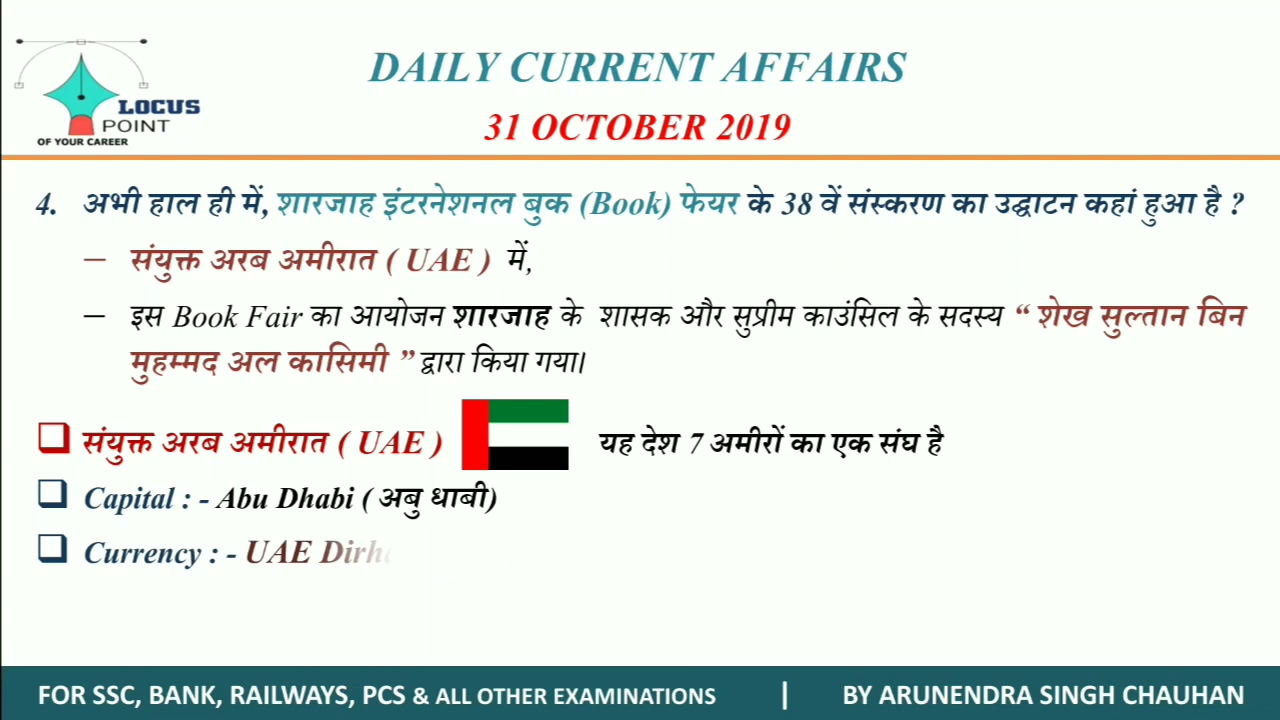 LOCUS
POINT
OF YOUR CAREER
DAILY CURRENT AFFAIRS
31 OCTOBER 2019
4. अभी हाल ही में, शारजाह इंटरनेशनल बुक (Book) फेयर के 38 वें संस्करण का उद्घाटन कहां हुआ है ?
– संयुक्त अरब अमीरात ( UAE ) में,
– इस Book Fair का आयोजन शारजाह के शासक और सुप्रीम काउंसिल के सदस्य “ शेख सुल्तान बिन
मुहम्मद अल कासिमी ” द्वारा किया गया।
संयुक्त अरब अमीरात ( UAE ) यह देश 7 अमीरों का एक संघ है
Capital : - Abu Dhabi ( अबु धाबी)
Currency : - UAE
FOR SSC, BANK, RAILWAYS, PCS & ALL OTHER EXAMINATIONS | BY ARUNENDRA SINGH CHAUHAN